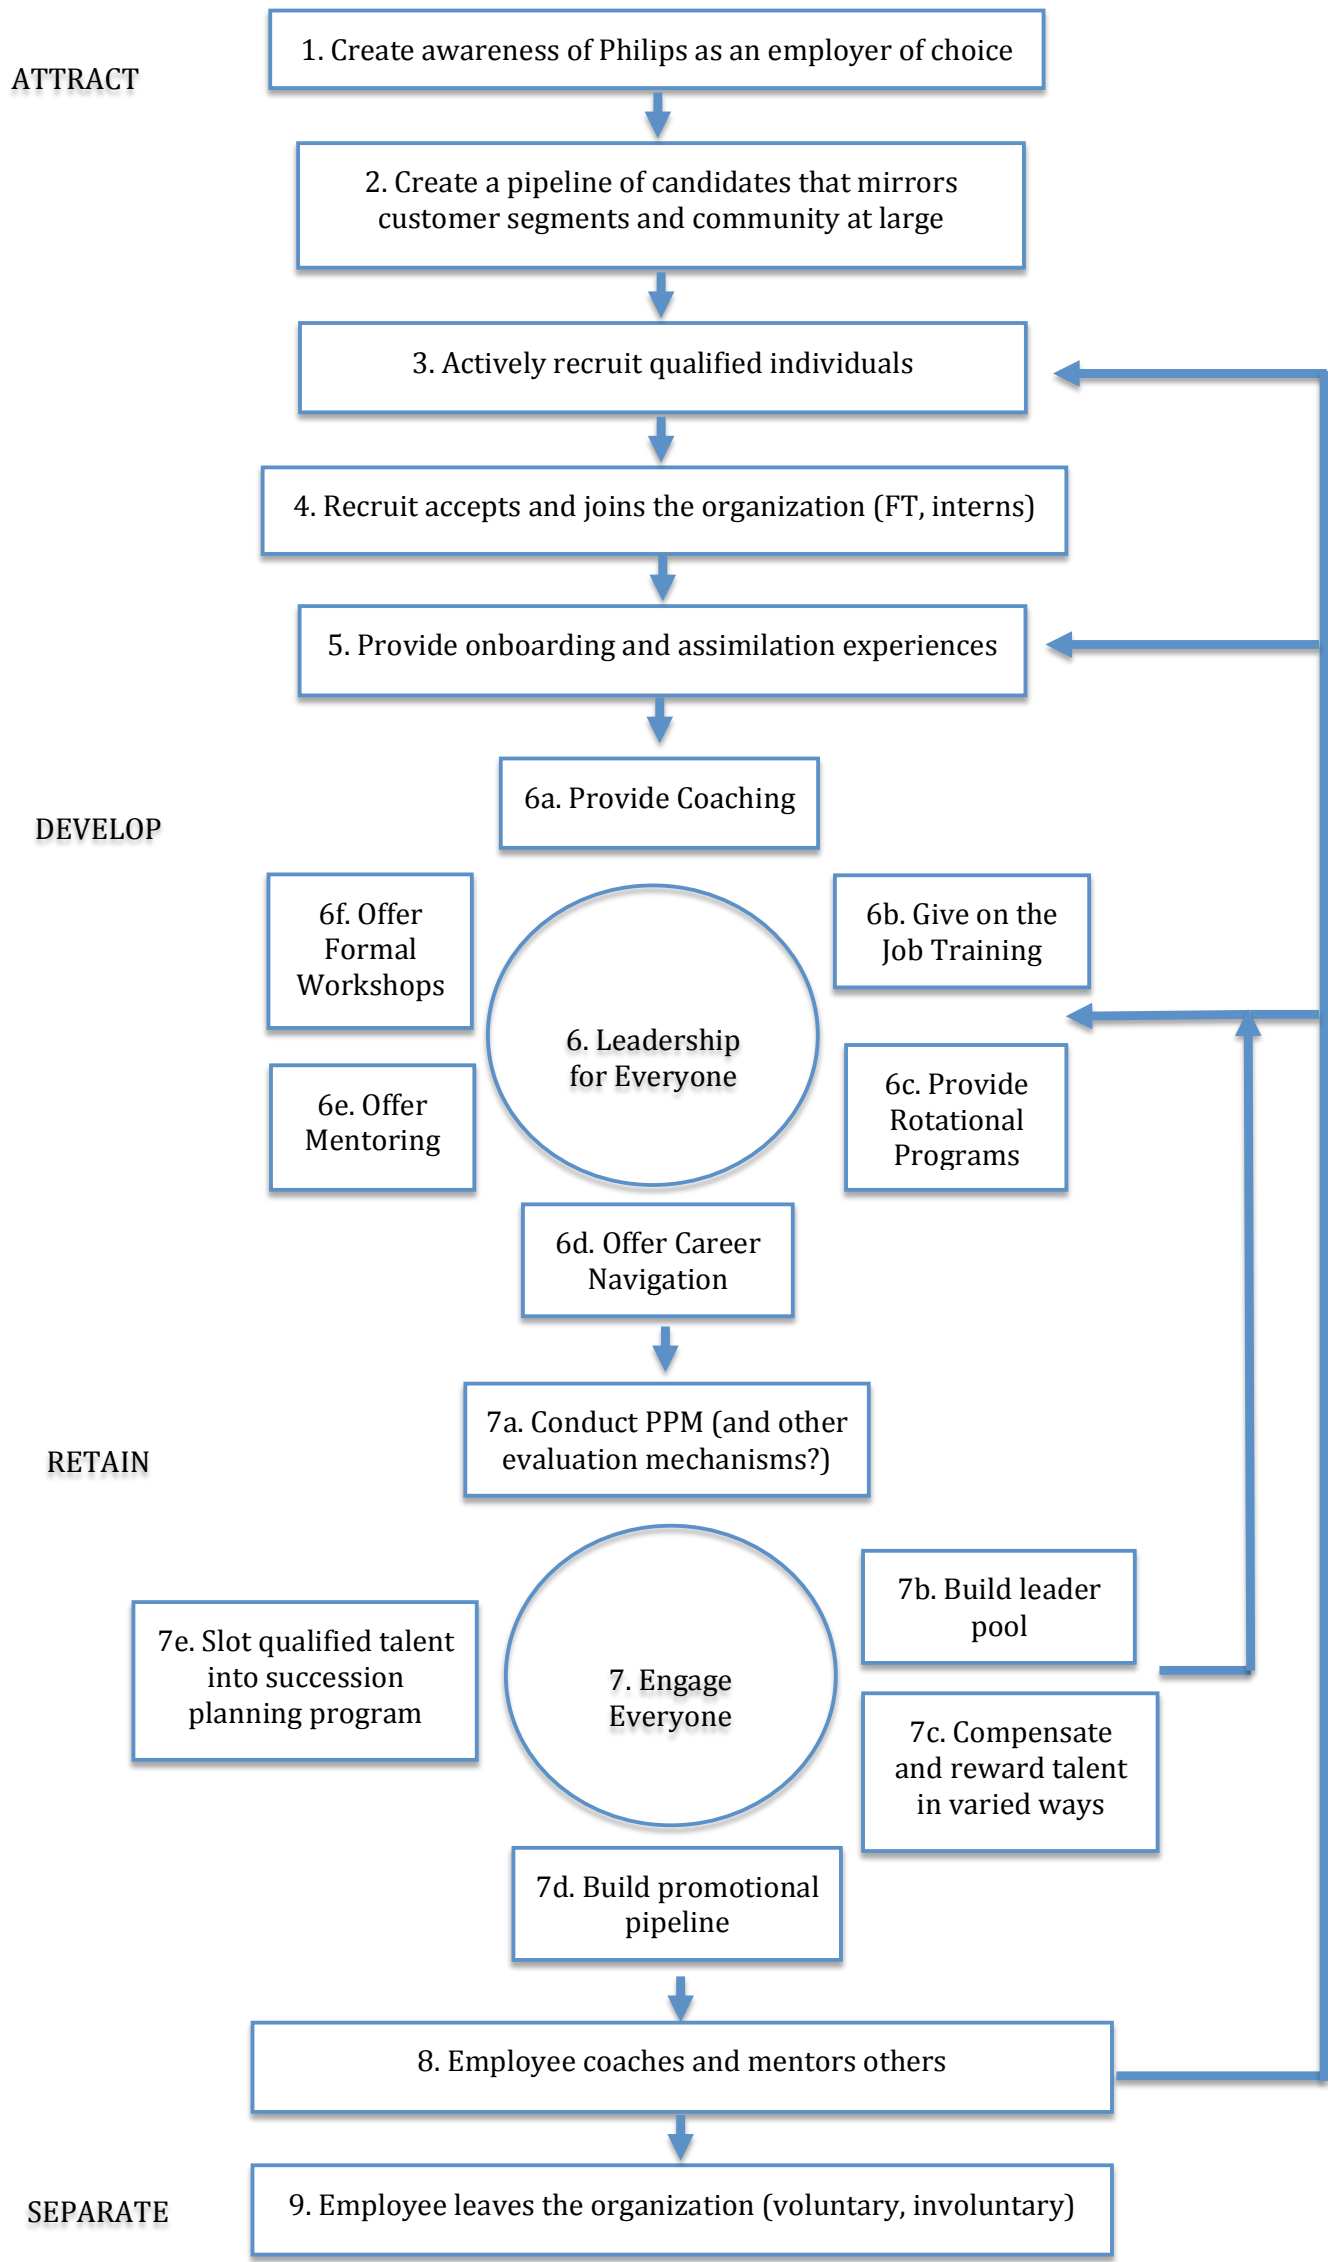 1. Create awareness of Philips as an employer of choice
ATTRACT
2. Create a pipeline of candidates that mirrors
customer segments and community at large
3. Actively recruit qualified individuals
4. Recruit accepts and joins the organization (FT, interns)
5. Provide onboarding and assimilation experiences
6a. Provide Coaching
DEVELOP
6f. Offer
Formal
Workshops
6b. Give on the
Job Training
6. Leadership
for Everyone
6e. Offer
Mentoring
6c. Provide
Rotational
Programs
6d. Offer Career
Navigation
7a. Conduct PPM (and other
evaluation mechanisms?)
RETAIN
7b. Build leader
pool
7e. Slot qualified talent
into succession
planning program
7. Engage
Everyone
7c. Compensate
and reward talent
in varied ways
7d. Build promotional
pipeline
8. Employee coaches and mentors others
9. Employee leaves the organization (voluntary, involuntary)
SEPARATE